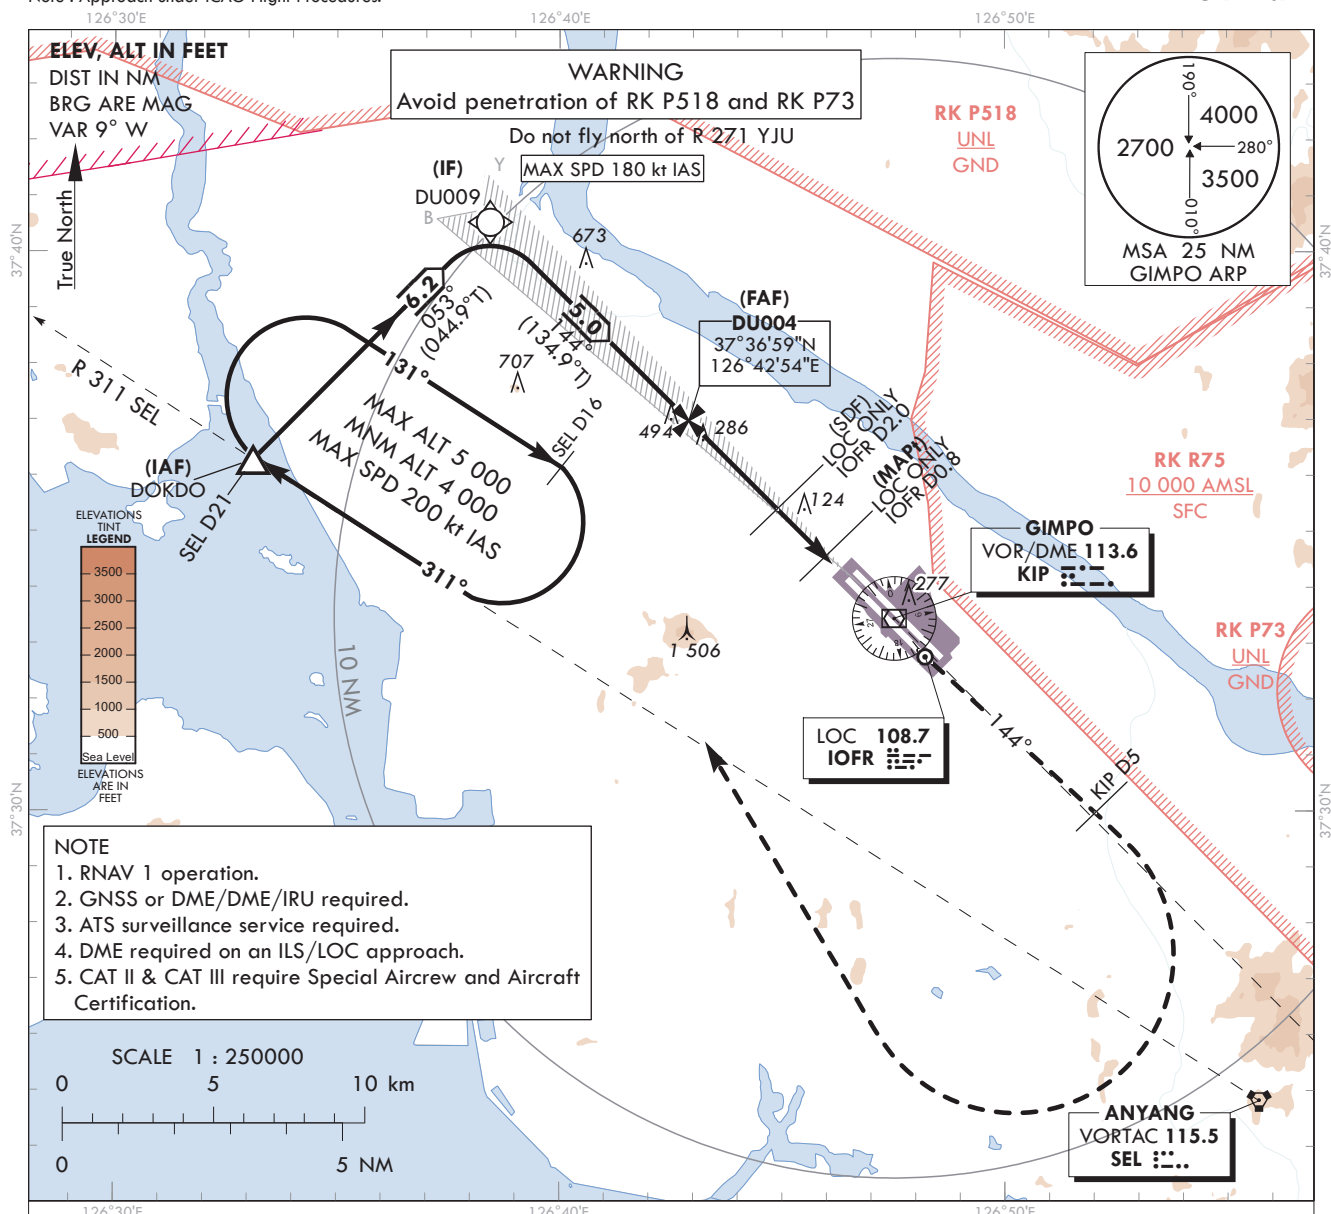 126°30'E
126°40'E
126°50'E
ELEV, ALT IN FEET
DIST IN NM
BRG ARE MAG
VAR 9° W
True North
WARNING
Avoid penetration of RK P518 and RK P73
Do not fly north of R 271 YJU
MAX SPD 180 kt IAS
(IF)
DU009
Y
B
RK P518
UNL
GND
190°
4000
2700
280°
3500
010°
MSA 25 NM
GIMPO ARP
37°40'N
37°40'N
673
6.2
053°
(044.9°T)
5.0
144°
(134.9°T)
(FAF)
DU004
37°36'59"N
126°42'54"E
R 311 SEL
131°
707
SEL D16
MAX ALT 5 000
MNM ALT 4 000
MAX SPD 200 kt IAS
311°
494
286
(SDF)
LOC ONLY
IOFR D2.0
(MAPt)
LOC ONLY
IOFR D0.8
124
(IAF)
DOKDO
SEL D21
RK R75
10 000 AMSL
SFC
ELEVATIONS
TINT
LEGEND
3500
3000
2500
2000
1500
1000
500
Sea Level
ELEVATIONS
ARE IN
FEET
GIMPO
VOR/DME 113.6
KIP
277
0
9
18
27
1 506
10 NM
RK P73
UNL
GND
LOC 108.7
IOFR
144°
KIP D5
37°30'N
37°30'N
NOTE
1. RNAV 1 operation.
2. GNSS or DME/DME/IRU required.
3. ATS surveillance service required.
4. DME required on an ILS/LOC approach.
5. CAT II & CAT III require Special Aircrew and Aircraft
Certification.
SCALE 1 : 250000
0 5 10 km
0 5 NM
ANYANG
VORTAC 115.5
SEL
126°30'E
126°40'E
126°50'E